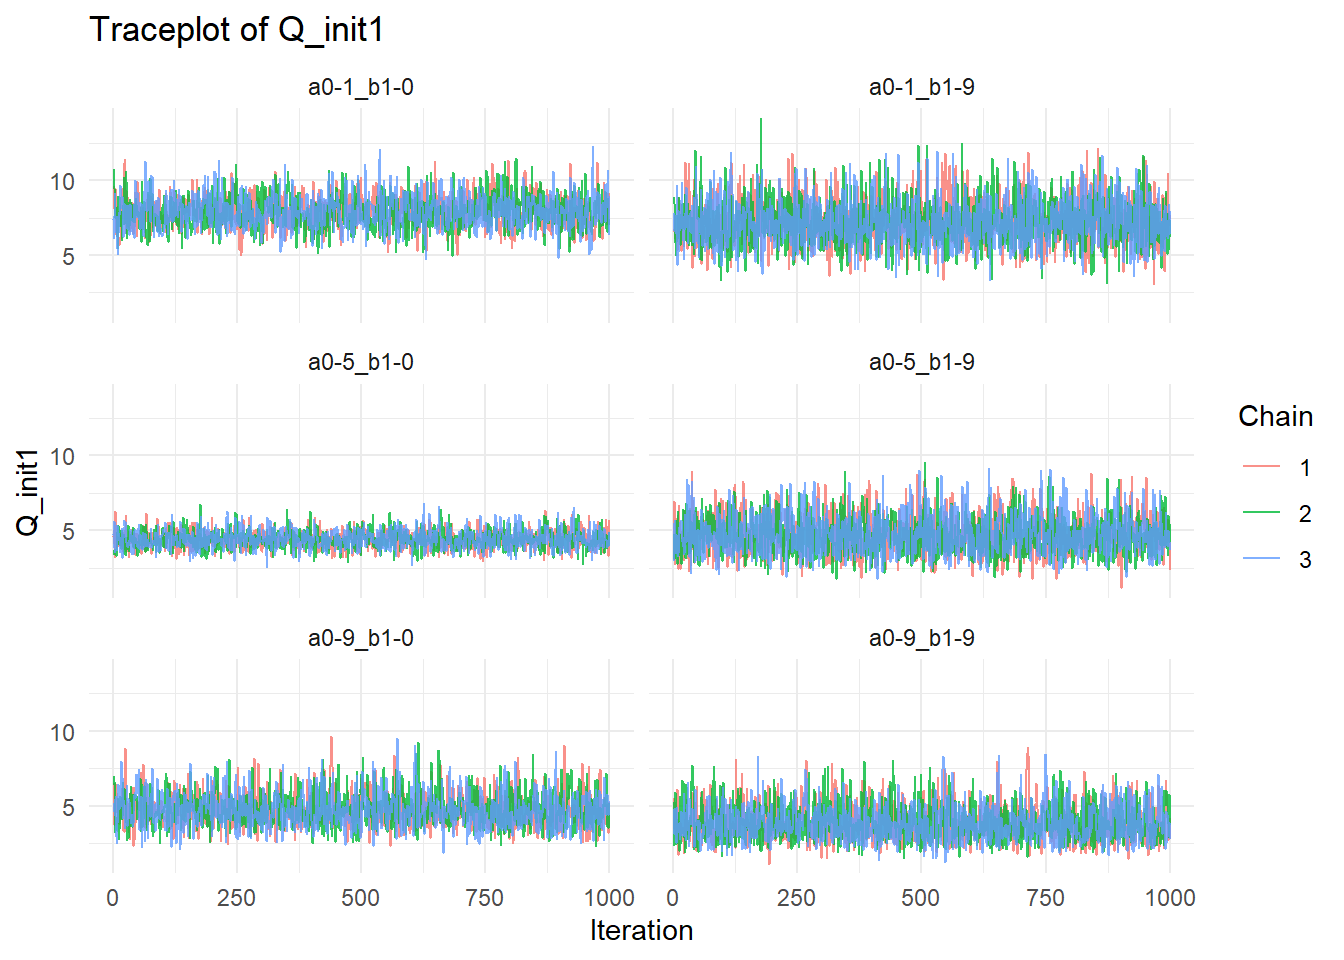 Traceplot of Q_init1
a0-1_b1-0
a0-1_b1-9
10
5
a0-5_b1-0
a0-5_b1-9
10
5
Q_init1
Chain
1
2
3
a0-9_b1-0
a0-9_b1-9
10
5
0 250 500 750 1000
0 250 500 750 1000
Iteration